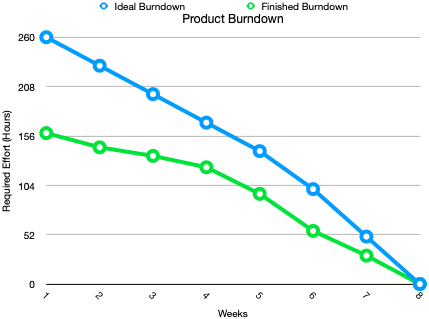 Ideal Burndown Finished Burndown
Product Burndown
Required Effort (Hours)
260
208
156
104
52
0
1 2 3 4 5 6 7 8
Weeks